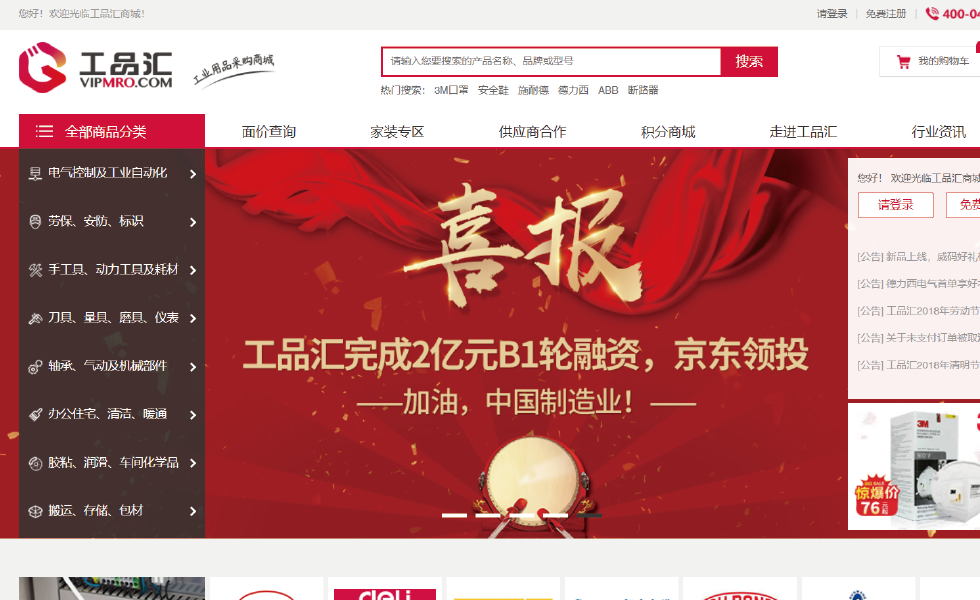 您好！欢迎光临工品汇商城！
请登录 免费注册 400-04
工品汇
VIPMRO.COM
工业用品采购商城
请输入您要搜索的产品名称、品牌或型号 搜索
我的购物车
热门搜索： 3M口罩 安全鞋 施耐德 德力西 ABB 断路器
全部商品分类 面价查询 家装专区 供应商合作 积分商城 走进工品汇 行业资讯
电气控制及工业自动化
劳保、安防、标识
手工具、动力工具及耗材
刀具、量具、磨具、仪表
轴承、气动及机械部件
办公住宅、清洁、暖通
胶粘、润滑、车间化学品
搬运、存储、包材
喜报
工品汇完成2亿元B1轮融资，京东领投
——加油，中国制造业！——
您好！ 欢迎光临工品汇商城
请登录 免费
[公告] 新品上线，威码好礼
[公告] 德力西电气首单享好
[公告] 工品汇2018年劳动节
[公告] 关于未支付订单被取
[公告] 工品汇2018年清明节
3M
惊爆价
76元起
deli